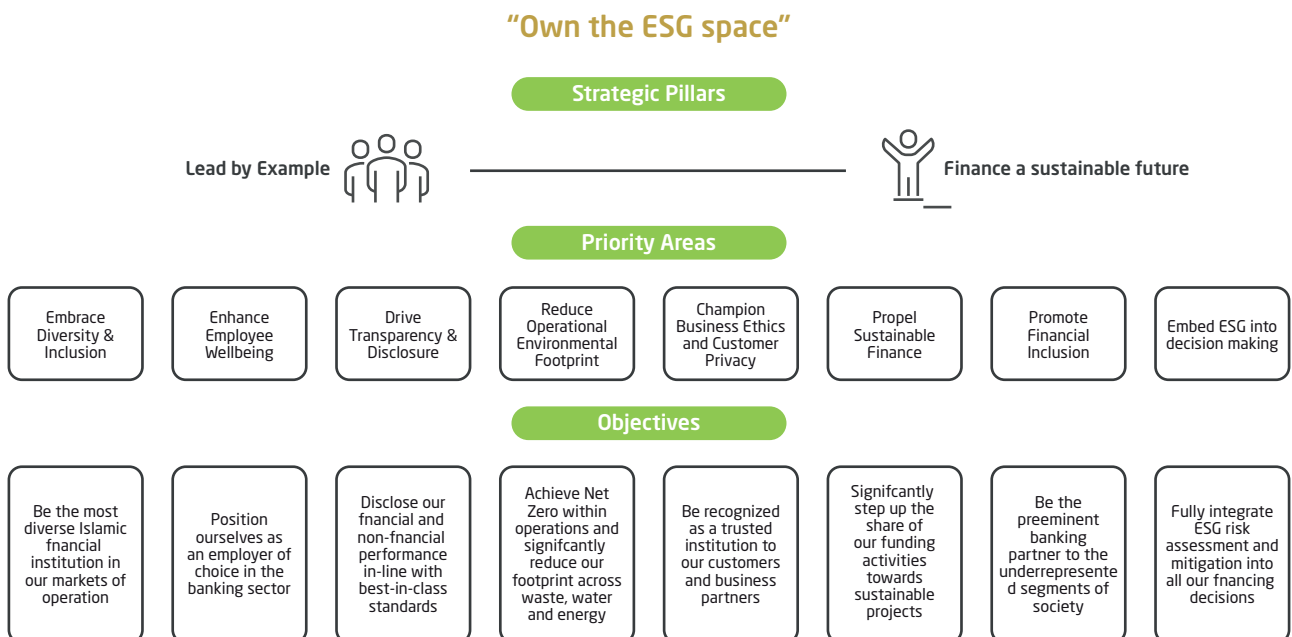 “Own the ESG space”
Strategic Pillars
Lead by Example
Finance a sustainable future
Priority Areas
Embrace
Diversity &
Inclusion
Enhance
Employee
Wellbeing
Drive
Transparency &
Disclosure
Reduce
Operational
Environmental
Footprint
Champion
Business Ethics
and Customer
Privacy
Propel
Sustainable
Finance
Promote
Financial
Inclusion
Embed ESG into
decision making
Objectives
Be the most
diverse Islamic
fnancial
institution in
our markets of
operation
Position
ourselves as
an employer of
choice in the
banking sector
Disclose our
fnancial and
non-fnancial
performance
in-line with
best-in-class
standards
Achieve Net
Zero within
operations and
signifcantly
reduce our
footprint across
waste, water
and energy
Be recognized
as a trusted
institution to
our customers
and business
partners
Signifcantly
step up the
share of
our funding
activities
towards
sustainable
projects
Be the
preeminent
banking
partner to the
underrepresente
d segments of
society
Fully integrate
ESG risk
assessment and
mitigation into
all our financing
decisions